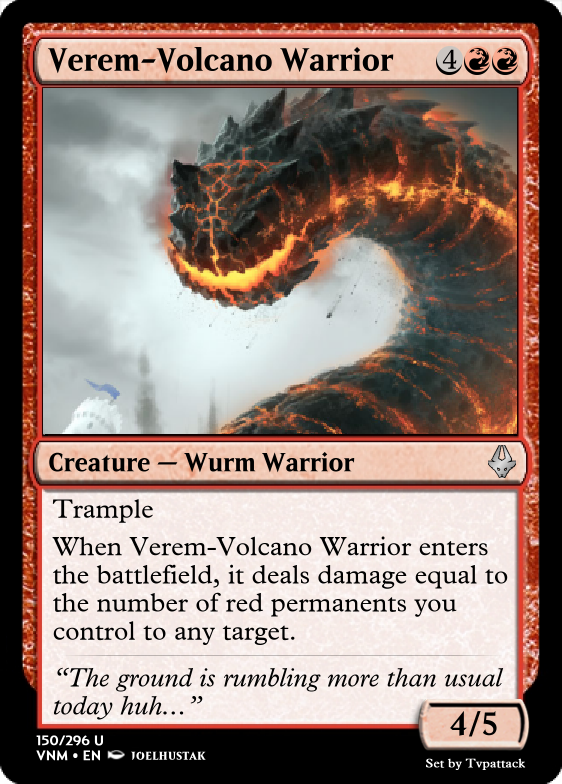 Verem-Volcano Warrior 4
Creature — Wurm Warrior
Trample
When Verem-Volcano Warrior enters
the battlefield, it deals damage equal to
the number of red permanents you
control to any target.
“The ground is rumbling more than usual
today huh…”
4/5
150/296 U
VNM • EN JOELHUSTAK
Set by Tvpattack